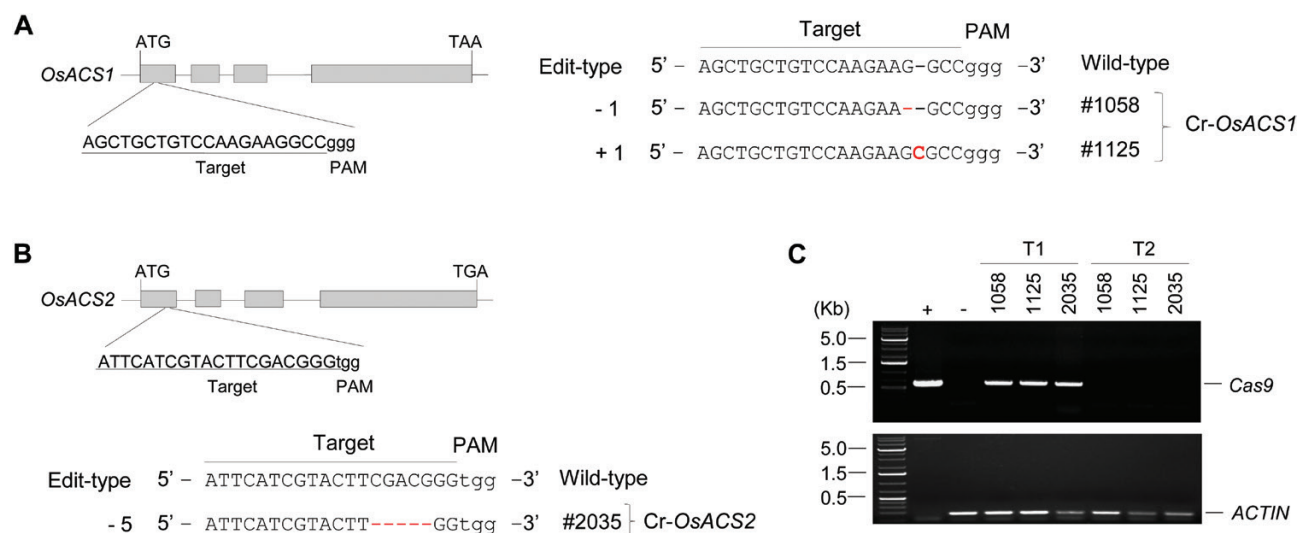 A
ATG TAA
OsACS1
AGCTGCTGTCCAAGAAGGCCggg
Target PAM
Target PAM
Edit-type 5’ – AGCTGCTGTCCAAGAAG-GCCggg –3’ Wild-type
- 1 5’ – AGCTGCTGTCCAAGAA--GCCggg –3’ #1058
+ 1 5’ – AGCTGCTGTCCAAGAAGCGCCggg –3’ #1125
Cr-OsACS1
B
ATG TGA
OsACS2
ATTCATCGTACTTCGACGGGtgg
Target PAM
Target PAM
Edit-type 5’ – ATTCATCGTACTTCGACGGGtgg –3’ Wild-type
- 5 5’ – ATTCATCGTACTT-----GGtgg –3’ #2035 Cr-OsACS2
C
T1 T2
(Kb) + - 1058 1125 2035 1058 1125 2035
5.0
1.5
0.5
Cas9
5.0
1.5
0.5
ACTIN